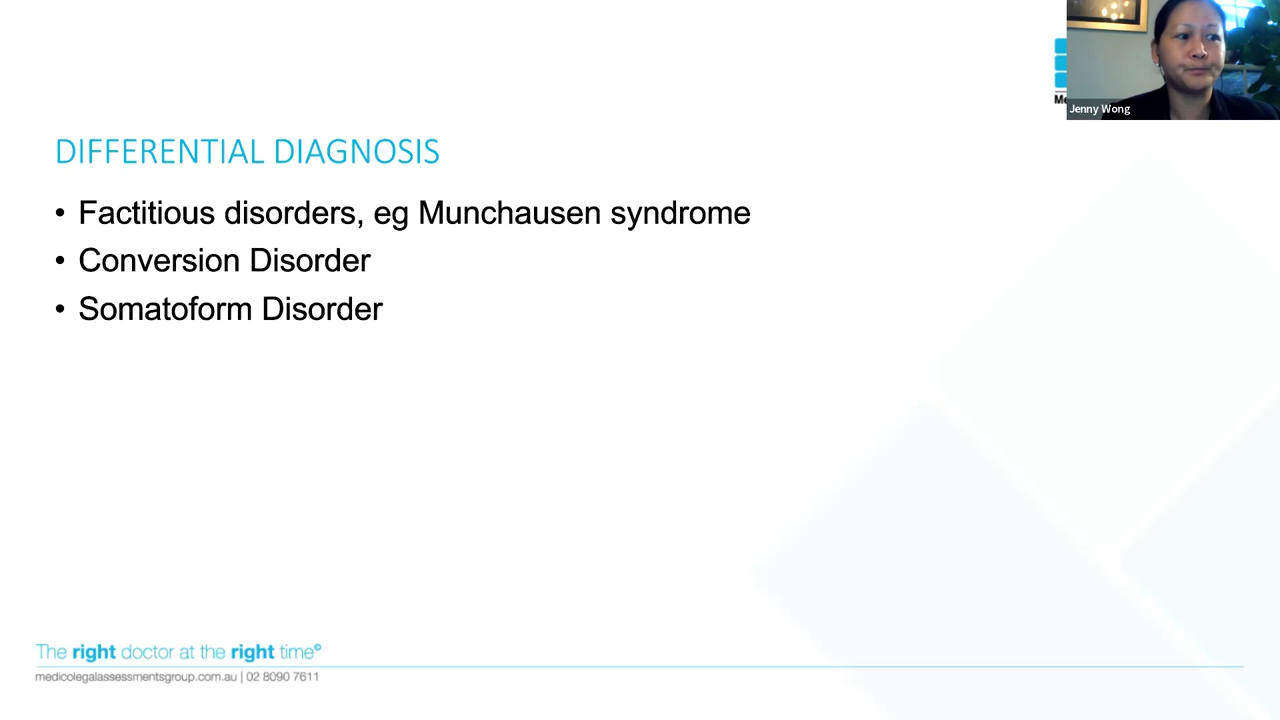 Me
Jenny Wong
DIFFERENTIAL DIAGNOSIS
• Factitious disorders, eg Munchausen syndrome
• Conversion Disorder
• Somatoform Disorder
The right doctor at the right time©
medicolegalassessmentsgroup.com.au | 02 8090 7611